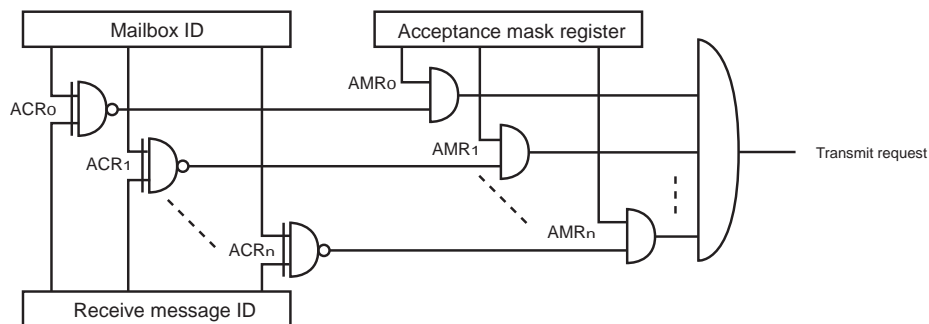 Mailbox ID
Acceptance mask register
AMR0
ACR0
AMR1
ACR1
Transmit request
AMRn
ACRn
Receive message ID